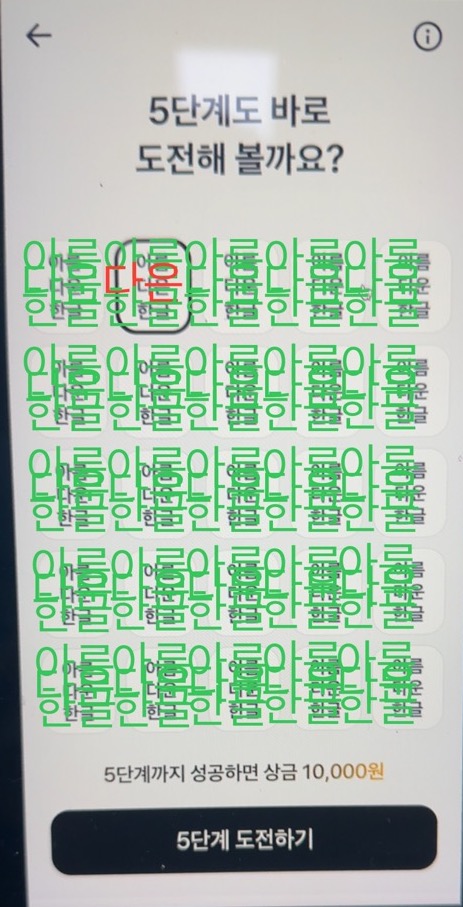 5단계도 바로
도전해 볼까요?
아름 아름 아름 아름 아름
다운 다운 다운 다운
한글 한글 한글 한글 한글
아름 아름 아름 아름 아름
다운 다운 다운 다운 다운
한글 한글 한글 한글 한글
아름 아름 아름 아름 아름
다운 다운 다운 다운 다운
한글 한글 한글 한글 한글
아름 아름 아름 아름 아름
다운 다운 다운 다운 다운
한글 한글 한글 한글 한글
아름 아름 아름 아름 아름
다운 다운 다운 다운 다운
한글 한글 한글 한글 한글
5단계까지 성공하면 상금 10,000원
5단계 도전하기